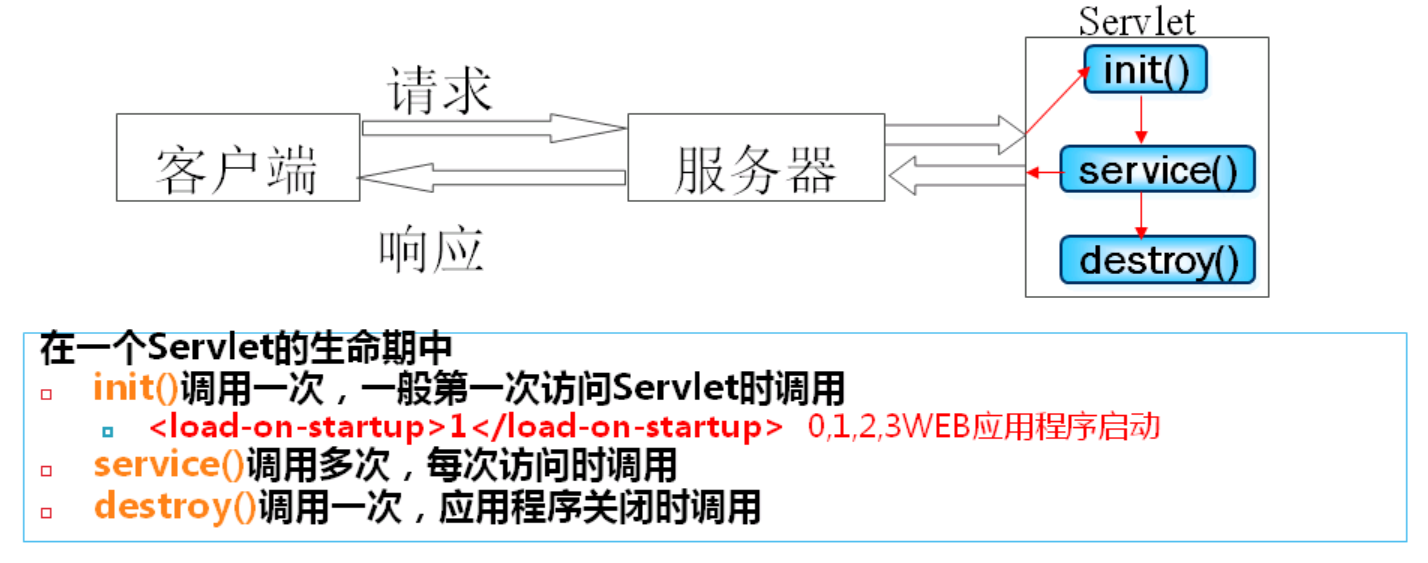 Servlet
init()
请求
客户端
服务器
service()
响应
destroy()
在一个Servlet的生命期中
init()调用一次，一般第一次访问Servlet时调用
<load-on-startup>1</load-on-startup> 0,1,2,3WEB应用程序启动
service()调用多次，每次访问时调用
destroy()调用一次，应用程序关闭时调用